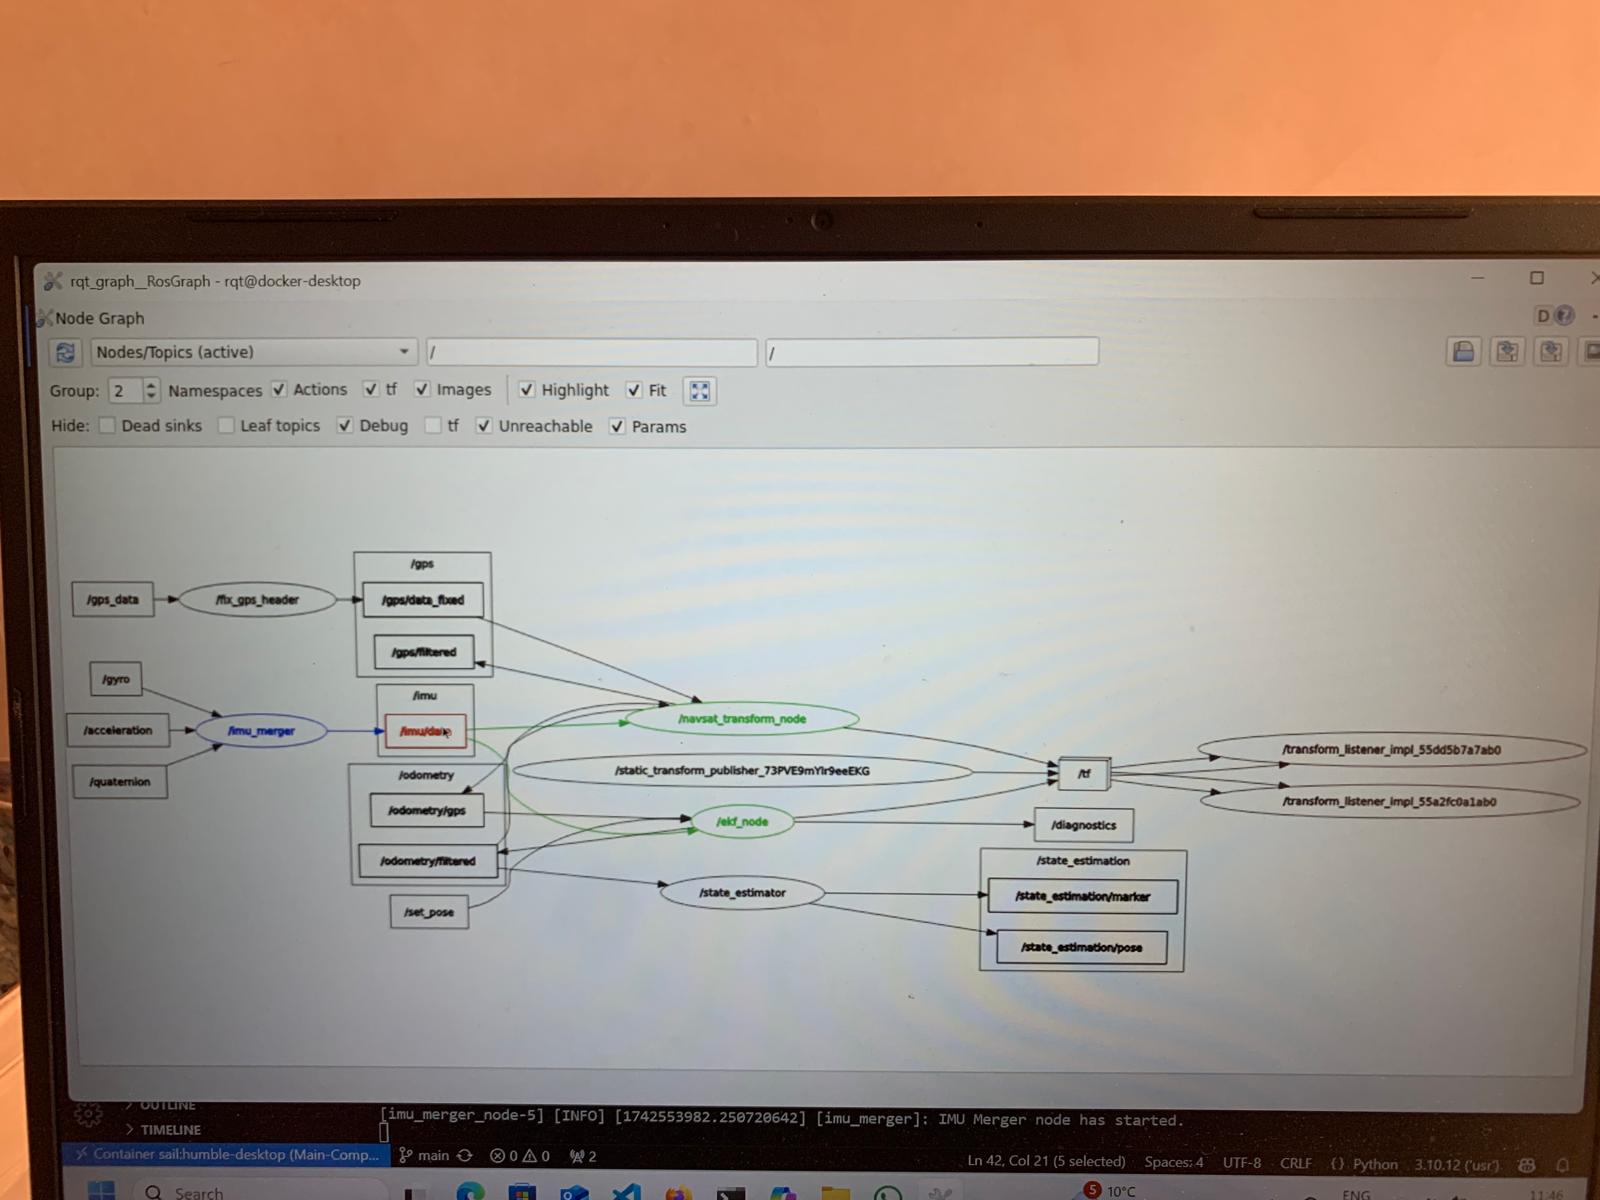 rqt_graph__RosGraph - rqt@docker-desktop
Node Graph
D
Nodes/Topics (active)
/
/
Group: 2 Namespaces Actions tf Images Highlight Fit
Hide: Dead sinks Leaf topics Debug tf Unreachable Params
/gps
/gps_data
/fix_gps_header
/gps/data_fixed
/gps/filtered
/gyro
/imu
/acceleration
/imu_merger
/navsat_transform_node
/quaternion
/odometry
/static_transform_publisher_73PVE9mYlr9eeEKG
/tf
/transform_listener_impl_55dd5b7a7ab0
/transform_listener_impl_55a2fc0a1ab0
/odometry/gps
/ekf_node
/diagnostics
/odometry/filtered
/state_estimation
/set_pose
/state_estimator
/state_estimation/marker
/state_estimation/pose
OUTLINE
TIMELINE
[imu_merger_node-5] [INFO] [1742553982.250720642] [imu_merger]: IMU Merger node has started.
Container sail:humble-desktop (Main-Comp... main 0 0 2 Ln 42, Col 21 (5 selected) Spaces: 4 UTF-8 CRLF {} Python 3.10.12 ('usr')
Search 5 10°C ENG 11:46